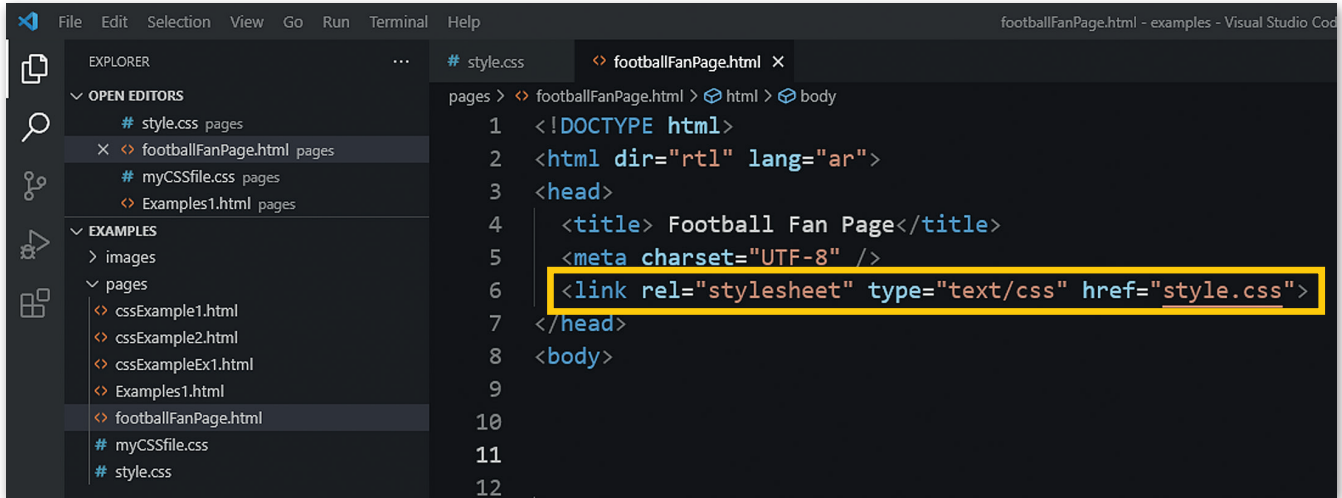 File Edit Selection View Go Run Terminal Help footballFanPage.html - examples - Visual Studio Cod
EXPLORER ...
OPEN EDITORS
# style.css pages
<> footballFanPage.html pages
# myCSSfile.css pages
<> Examples1.html pages
EXAMPLES
images
pages
<> cssExample1.html
<> cssExample2.html
<> cssExampleEx1.html
<> Examples1.html
<> footballFanPage.html
# myCSSfile.css
# style.css
# style.css <> footballFanPage.html
pages > <> footballFanPage.html > html > body
1 <!DOCTYPE html>
2 <html dir="rtl" lang="ar">
3 <head>
4 <title> Football Fan Page</title>
5 <meta charset="UTF-8" />
6 <link rel="stylesheet" type="text/css" href="style.css">
7 </head>
8 <body>
9
10
11
12